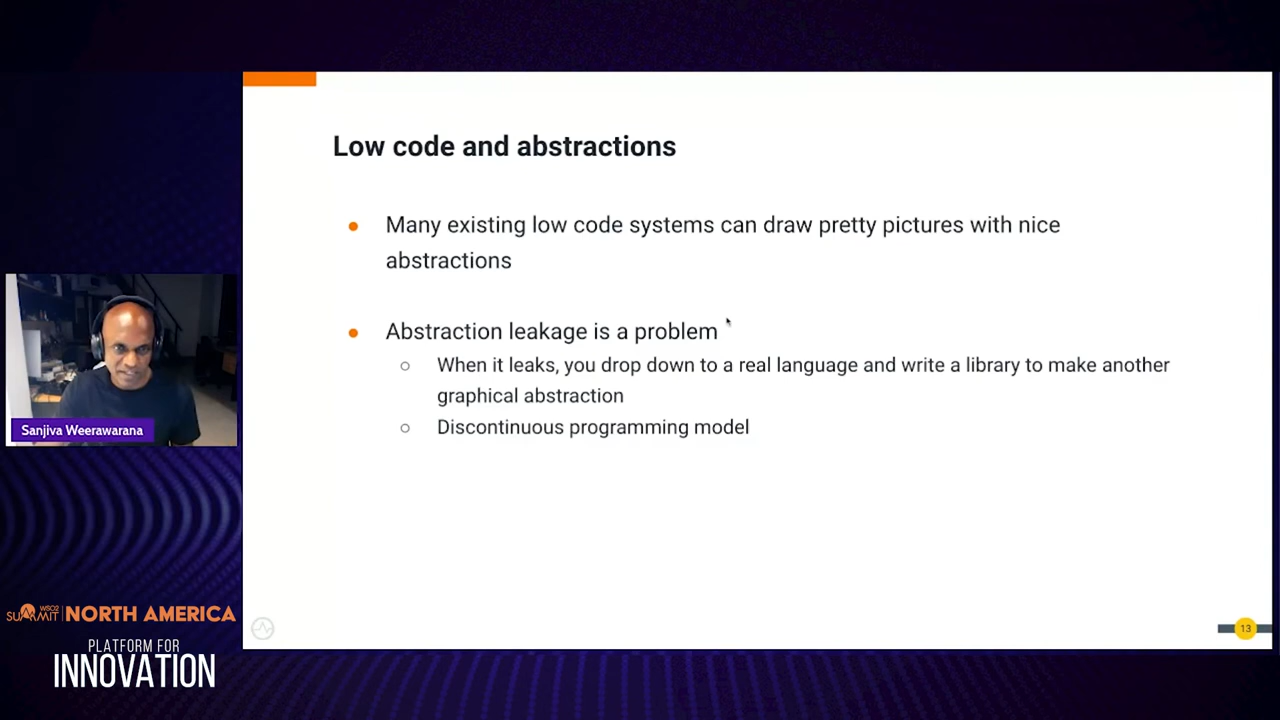 Low code and abstractions
● Many existing low code systems can draw pretty pictures with nice
abstractions
● Abstraction leakage is a problem
○ When it leaks, you drop down to a real language and write a library to make another
graphical abstraction
○ Discontinuous programming model
Sanjiva Weerawarana
WSO2
SUMMIT NORTH AMERICA
PLATFORM FOR
INNOVATION
13